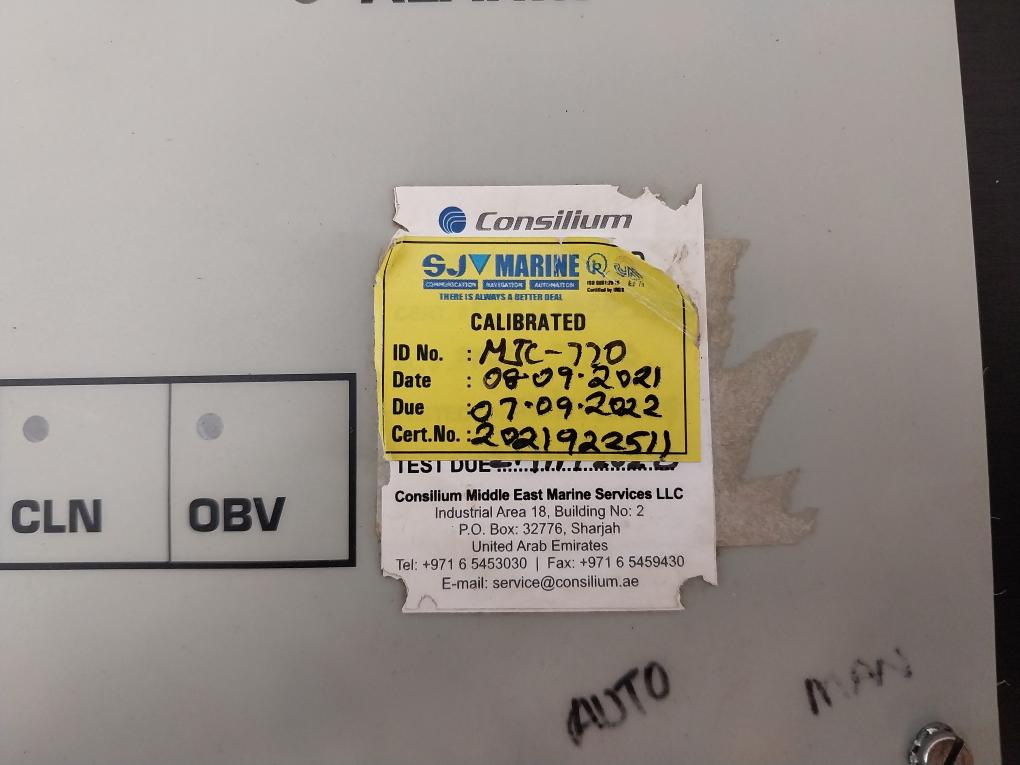 Consilium
SJ MARINE
COMMUNICATION NAVIGATION AUTOMATION
THERE IS ALWAYS A BETTER DEAL
CALIBRATED
ID No. : MTC-770
Date : 08.09.2021
Due : 07.09.2022
Cert.No. : 2021922511
TEST DUE
Consilium Middle East Marine Services LLC
Industrial Area 18, Building No: 2
P.O. Box: 32776, Sharjah
United Arab Emirates
Tel: +971 6 5453030 | Fax: +971 6 5459430
E-mail: service@consilium.ae
CLN OBV
AUTO MAN